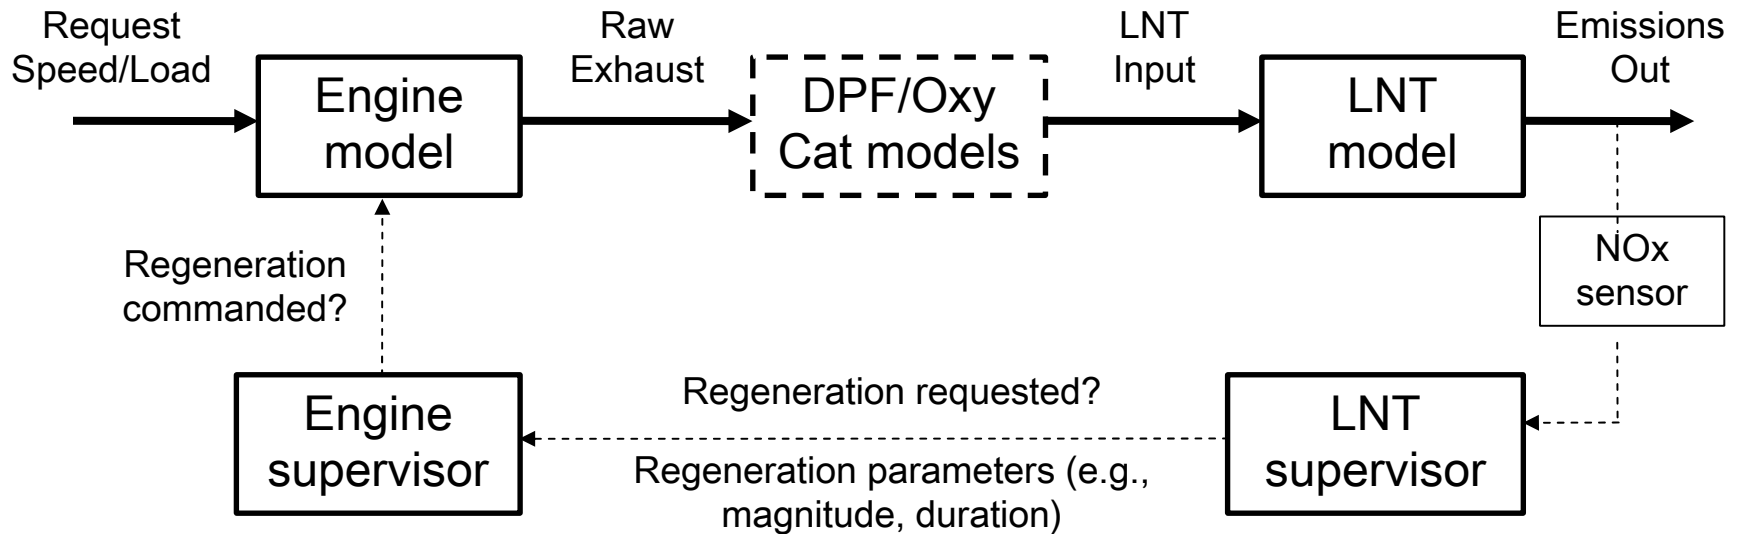 Request
Speed/Load
Engine
model
Raw
Exhaust
DPF/Oxy
Cat models
LNT
Input
LNT
model
Emissions
Out
NOx
sensor
Regeneration
commanded?
Engine
supervisor
Regeneration requested?
Regeneration parameters (e.g.,
magnitude, duration)
LNT
supervisor